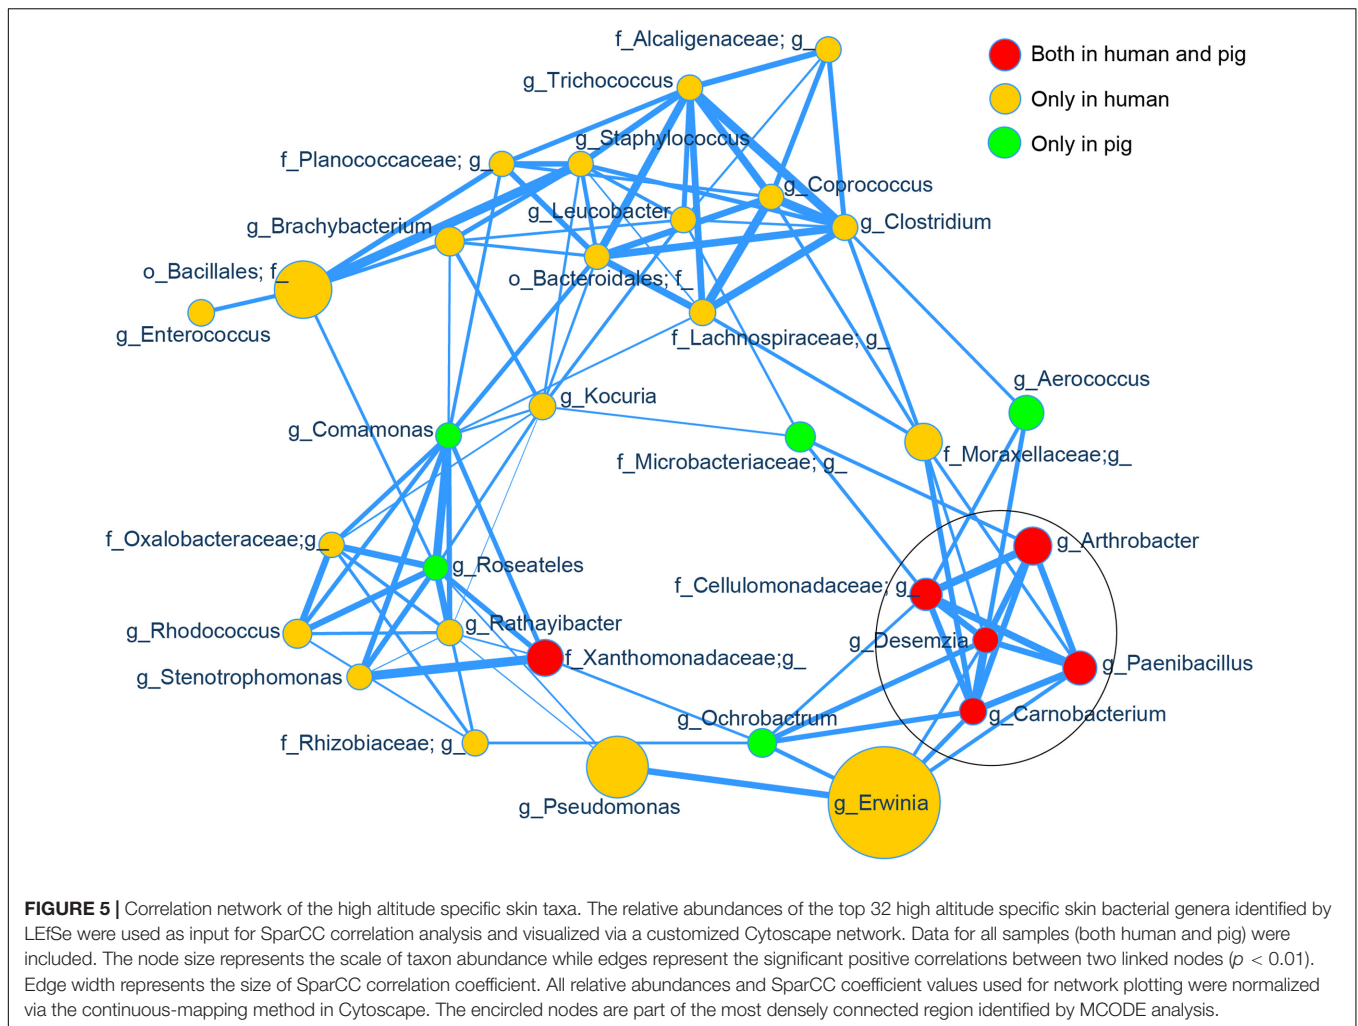 f_Alcaligenaceae; g_
Both in human and pig
g_Trichococcus
Only in human
g_Staphylococcus
Only in pig
f_Planococcaceae; g_
g_Coprococcus
g_Leucobacter
g_Clostridium
g_Brachybacterium
o_Bacillales; f_
o_Bacteroidales; f_
g_Enterococcus
f_Lachnospiraceae; g_
g_Aerococcus
g_Kocuria
g_Comamonas
f_Moraxellaceae;g_
f_Microbacteriaceae; g_
f_Oxalobacteraceae;g_
g_Arthrobacter
g_Roseateles
f_Cellulomonadaceae; g_
g_Rhodococcus
g_Rathayibacter
g_Desemzia
f_Xanthomonadaceae;g_
g_Paenibacillus
g_Stenotrophomonas
g_Ochrobactrum
g_Carnobacterium
f_Rhizobiaceae; g_
g_Pseudomonas
g_Erwinia
FIGURE 5 | Correlation network of the high altitude specific skin taxa. The relative abundances of the top 32 high altitude specific skin bacterial genera identified by
LEfSe were used as input for SparCC correlation analysis and visualized via a customized Cytoscape network. Data for all samples (both human and pig) were
included. The node size represents the scale of taxon abundance while edges represent the significant positive correlations between two linked nodes (p < 0.01).
Edge width represents the size of SparCC correlation coefficient. All relative abundances and SparCC coefficient values used for network plotting were normalized
via the continuous-mapping method in Cytoscape. The encircled nodes are part of the most densely connected region identified by MCODE analysis.